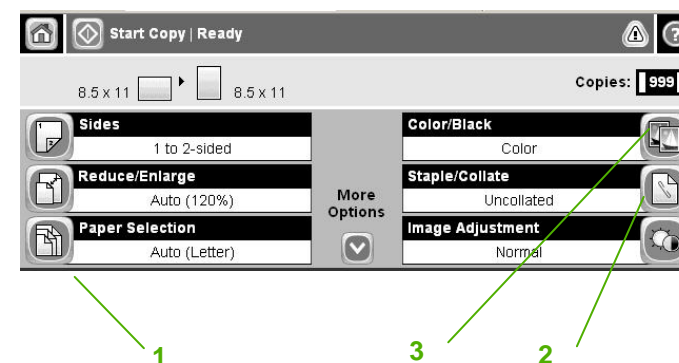 Start Copy | Ready
8.5 x 11 8.5 x 11
Copies: 999
Sides
1 to 2-sided
Reduce/Enlarge
Auto (120%)
Paper Selection
Auto (Letter)
More
Options
Color/Black
Color
Staple/Collate
Uncollated
Image Adjustment
Normal
1
3
2